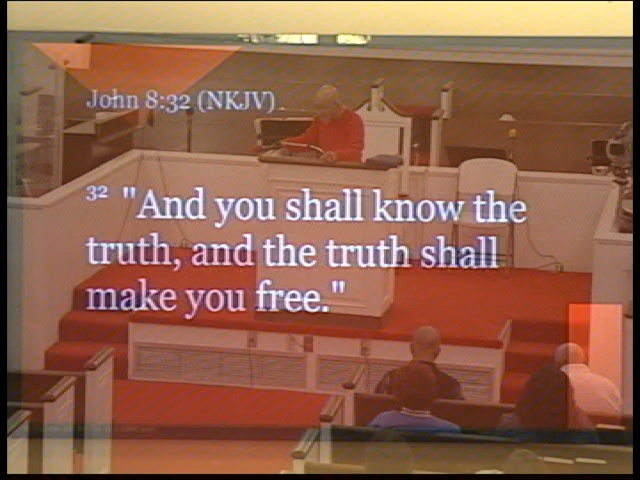 John 8:32 (NKJV)
32 "And you shall know the
truth, and the truth shall
make you free."